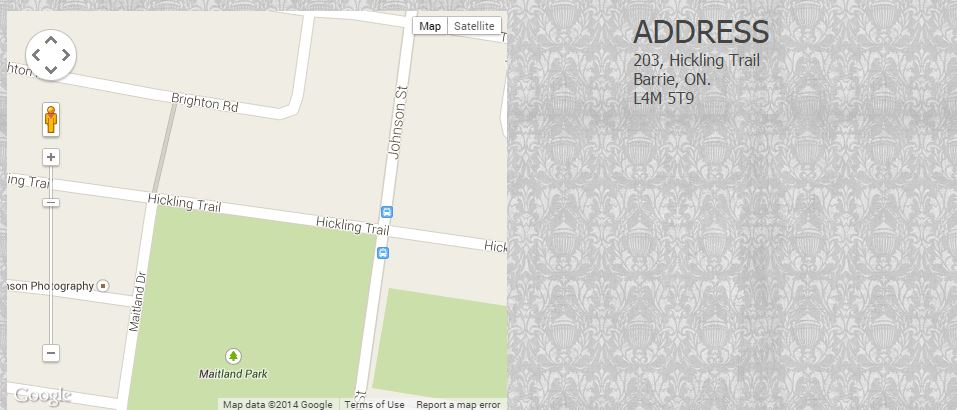 Map Satellite
ADDRESS
203, Hickling Trail
Barrie, ON.
L4M 5T9
Brighton Rd
Johnson St
Hickling Trail
Hickling Trail
Maitland Dr
Photography
Maitland Park
Google
Map data ©2014 Google Terms of Use Report a map error